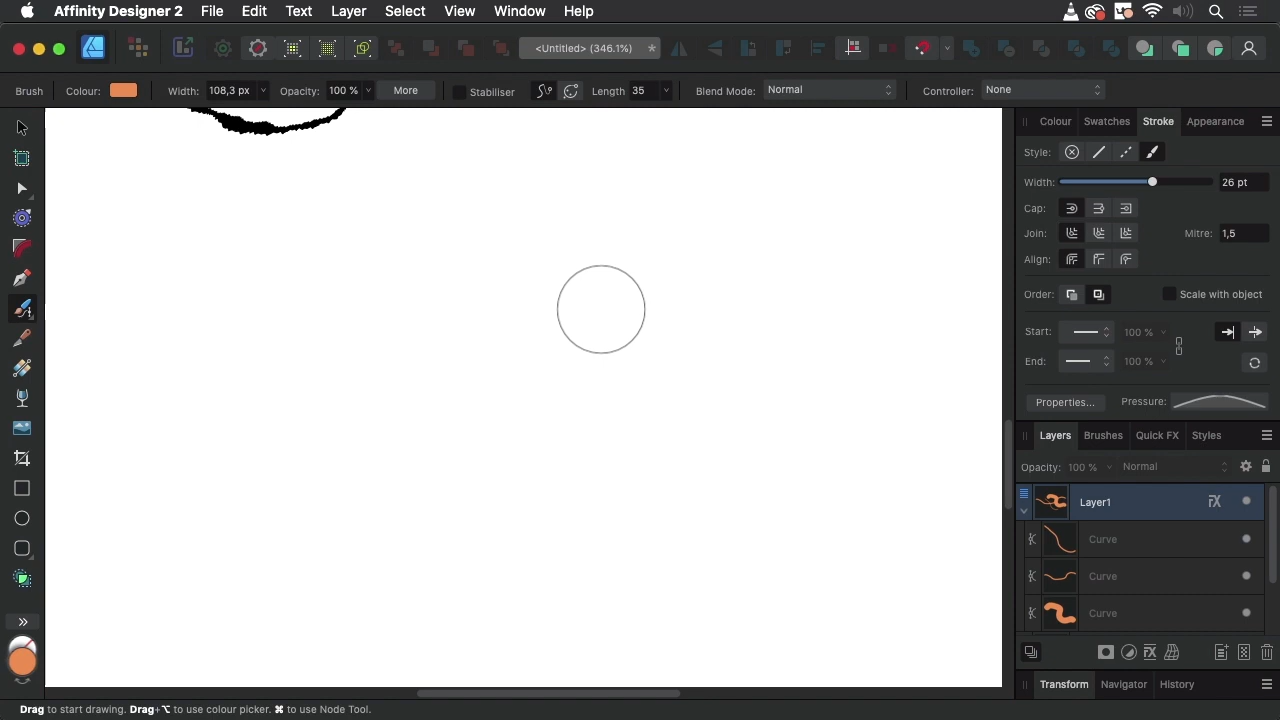 Affinity Designer 2 File Edit Text Layer Select View Window Help
<Untitled> (346.1%) *
Brush Colour: Width: 108,3 px Opacity: 100 % More Stabiliser Length 35 Blend Mode: Normal Controller: None
Colour Swatches Stroke Appearance
Style:
Width: 26 pt
Cap:
Join: Mitre: 1,5
Align:
Order: Scale with object
Start: 100 %
End: 100 %
Properties... Pressure:
Layers Brushes Quick FX Styles
Opacity: 100 % Normal
Layer1 FX
Curve
Curve
Curve
Transform Navigator History
Drag to start drawing. Drag+⌥ to use colour picker. ⌘ to use Node Tool.